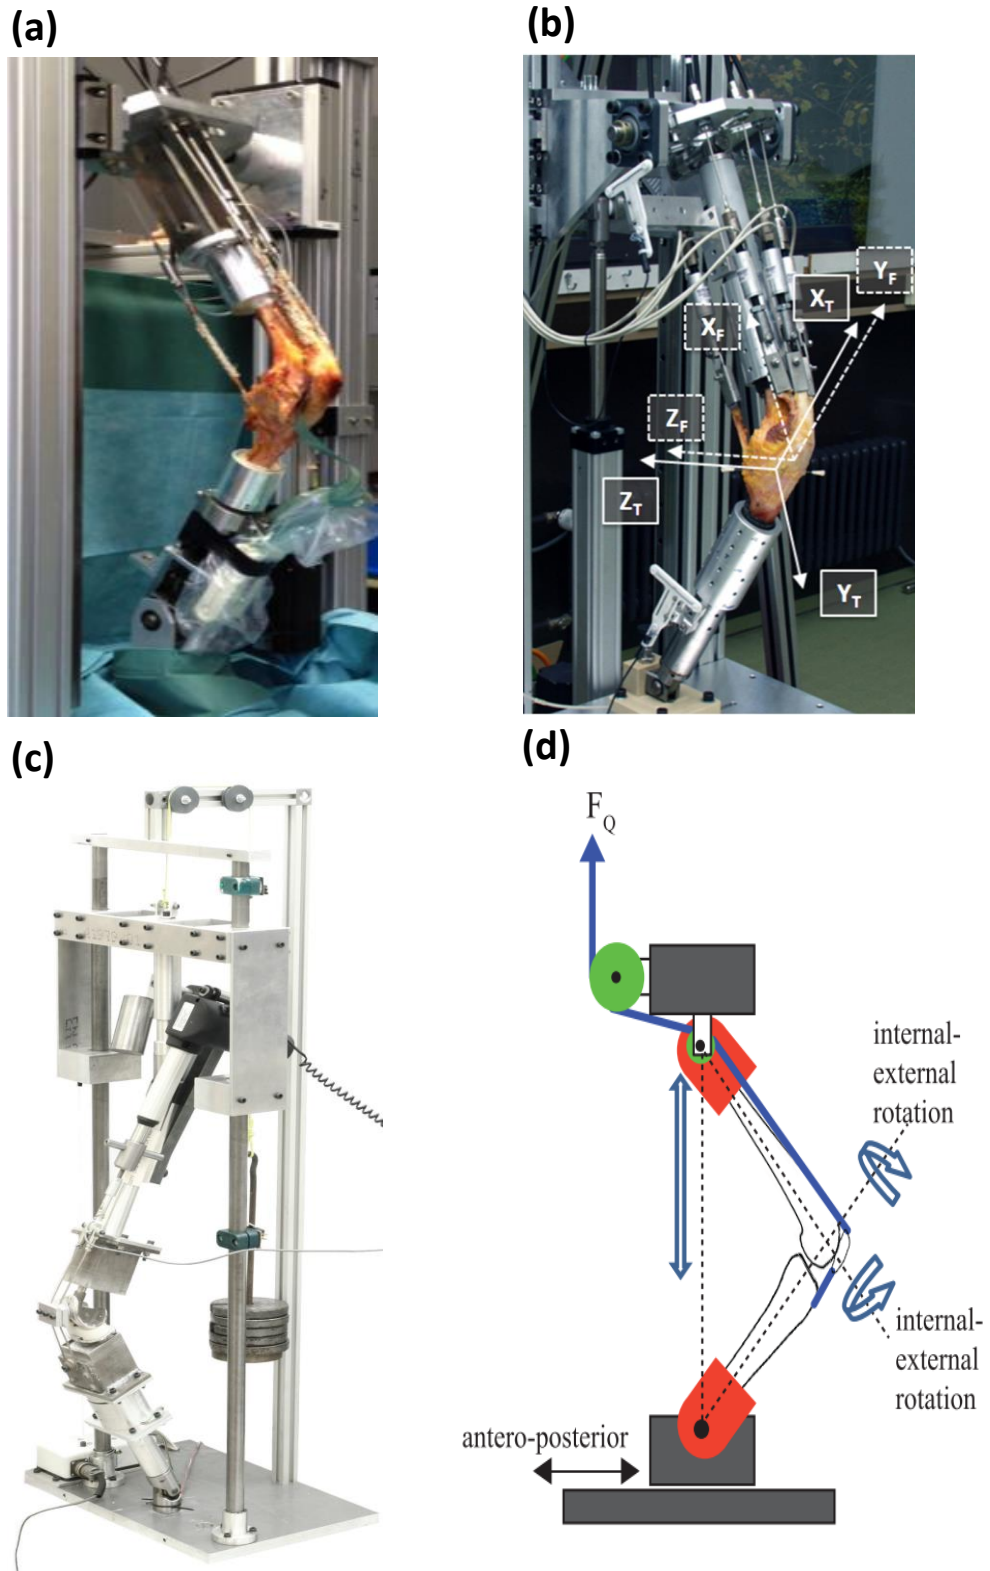 (a)
(b)
Y_F
X_T
X_F
Z_F
Z_T
Y_T
(c)
(d)
F_Q
internal-
external
rotation
internal-
external
rotation
antero-posterior